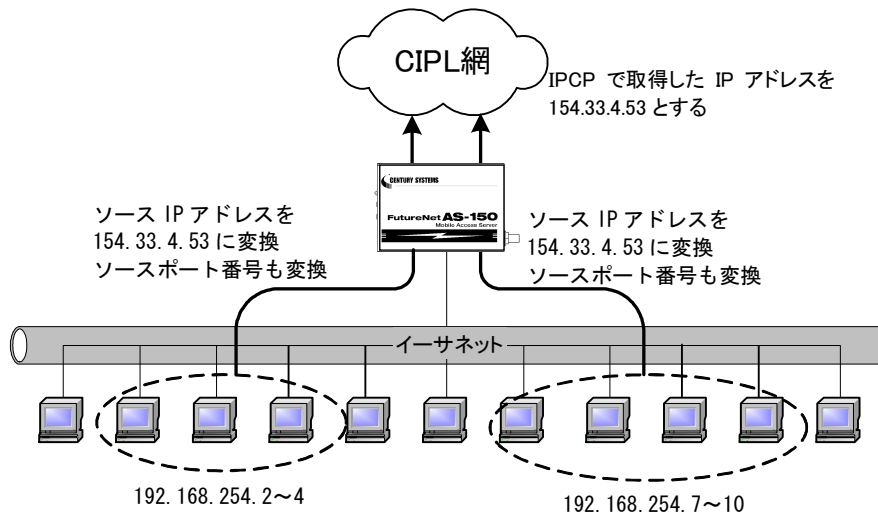 CIPL網
IPCP で取得した IP アドレスを
154.33.4.53 とする
CENTURY SYSTEMS
FutureNet AS-150
Mobile Access Server
ソース IP アドレスを
154.33.4.53 に変換
ソースポート番号も変換
ソース IP アドレスを
154.33.4.53 に変換
ソースポート番号も変換
イーサネット
192.168.254.2～4
192.168.254.7～10